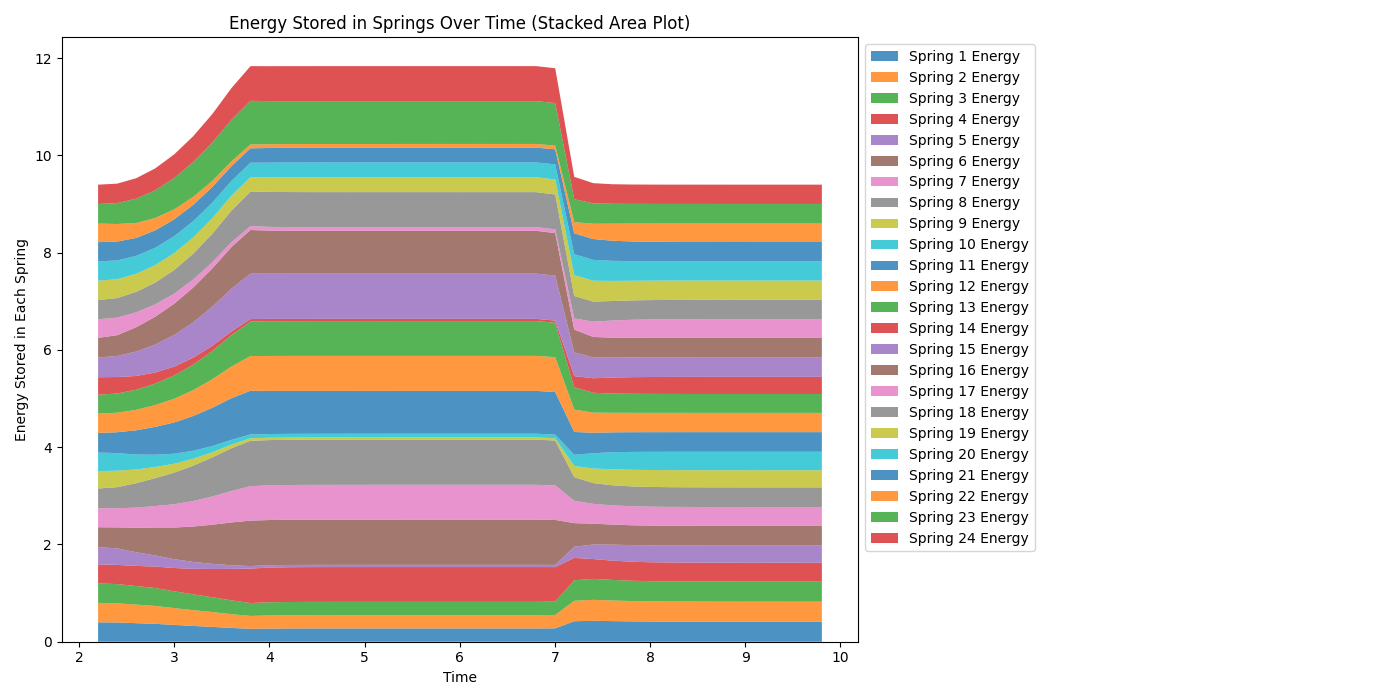 Energy Stored in Springs Over Time (Stacked Area Plot)
Energy Stored in Each Spring
12
10
8
6
4
2
0
2 3 4 5 6 7 8 9 10
Time
Spring 1 Energy
Spring 2 Energy
Spring 3 Energy
Spring 4 Energy
Spring 5 Energy
Spring 6 Energy
Spring 7 Energy
Spring 8 Energy
Spring 9 Energy
Spring 10 Energy
Spring 11 Energy
Spring 12 Energy
Spring 13 Energy
Spring 14 Energy
Spring 15 Energy
Spring 16 Energy
Spring 17 Energy
Spring 18 Energy
Spring 19 Energy
Spring 20 Energy
Spring 21 Energy
Spring 22 Energy
Spring 23 Energy
Spring 24 Energy